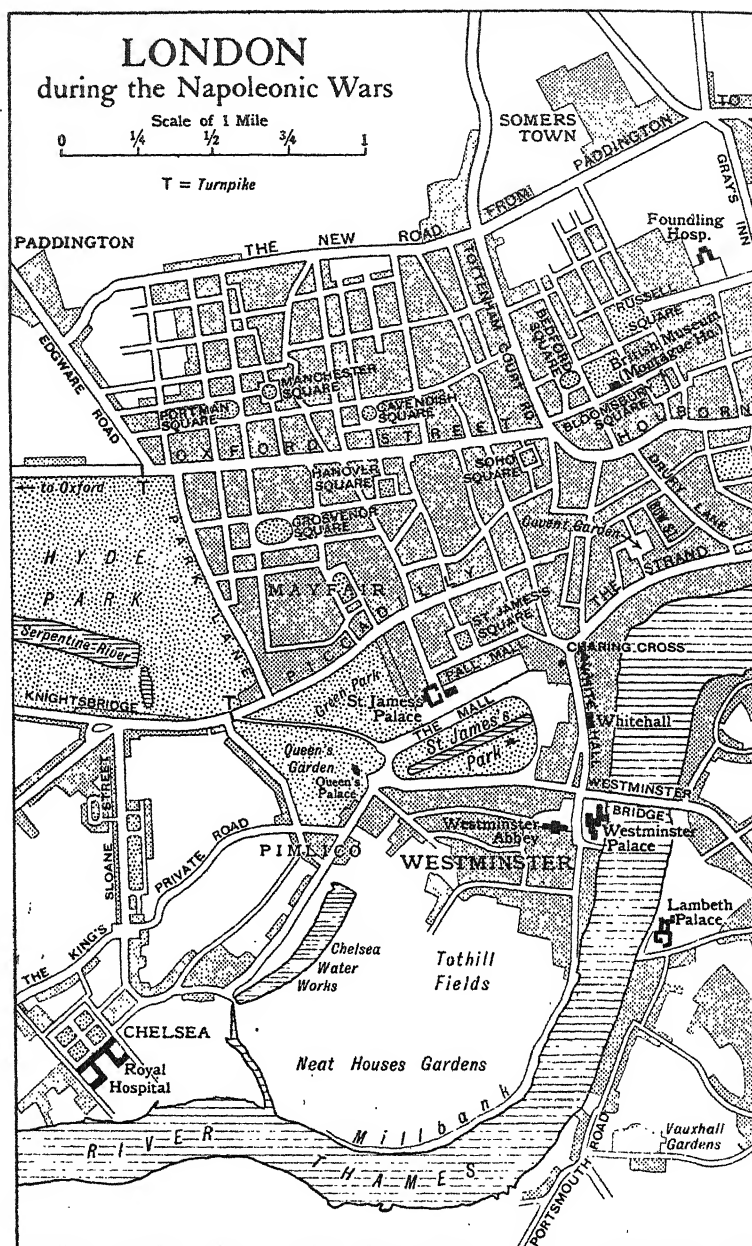 LONDON
during the Napoleonic Wars
Scale of 1 Mile
0 ¼ ½ ¾ 1
T = Turnpike
SOMERS
TOWN
TO
FROM PADDINGTON
GRAY'S INN
PADDINGTON
THE NEW ROAD
Foundling
Hosp.
EDGWARE ROAD
TOTTENHAM COURT RD
BEDFORD
SQUARE
RUSSELL
SQUARE
British Museum
(Montague Ho.)
MANCHESTER
SQUARE
PORTMAN
SQUARE
CAVENDISH
SQUARE
BLOOMSBURY
SQUARE
HOLBORN
OXFORD STREET
HANOVER
SQUARE
SOHO
SQUARE
DRURY LANE
T
to Oxford
PARK LANE
GROSVENOR
SQUARE
Covent Garden
BOW ST
THE STRAND
HYDE
PARK
MAYFAIR
PICCADILLY
ST JAMES'S
SQUARE
Serpentine River
CHARING CROSS
PALL MALL
KNIGHTSBRIDGE
T
Green Park
St James's
Palace
WHITE HALL
Whitehall
THE MALL
St James's
Park
Queen's
Garden
Queen's
Palace
SLOANE STREET
WESTMINSTER
BRIDGE
Westminster
Abbey
Westminster
Palace
THE KING'S PRIVATE ROAD
PIMLICO
WESTMINSTER
Lambeth
Palace
Chelsea
Water
Works
Tothill
Fields
CHELSEA
Royal
Hospital
Neat Houses Gardens
Millbank
RIVER THAMES
Vauxhall
Gardens
PORTSMOUTH ROAD